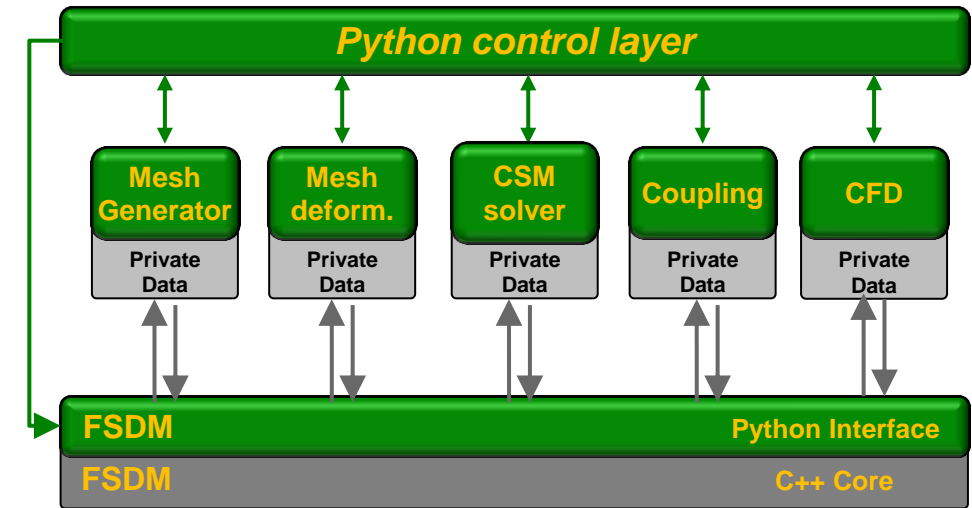 Python control layer
Mesh
Generator
Mesh
deform.
CSM
solver
Coupling
CFD
Private
Data
Private
Data
Private
Data
Private
Data
Private
Data
FSDM
Python Interface
FSDM
C++ Core